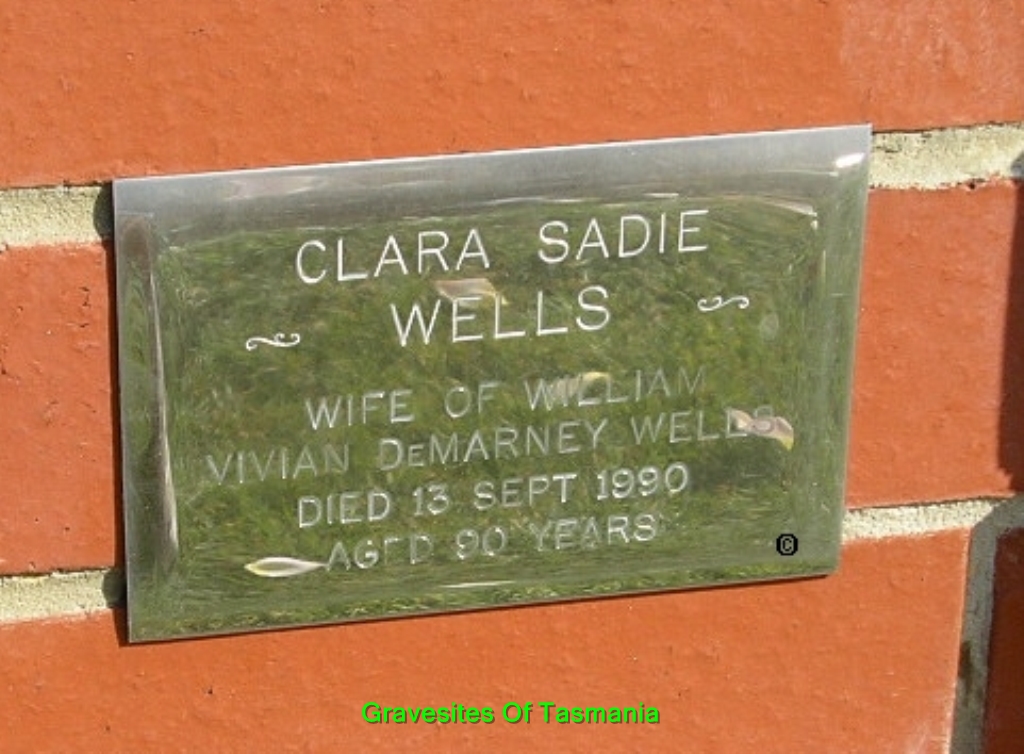 CLARA SADIE
WELLS
WIFE OF WILLIAM
VIVIAN DEMARNEY WELLS
DIED 13 SEPT 1990
AGED 90 YEARS
©
Gravesites Of Tasmania